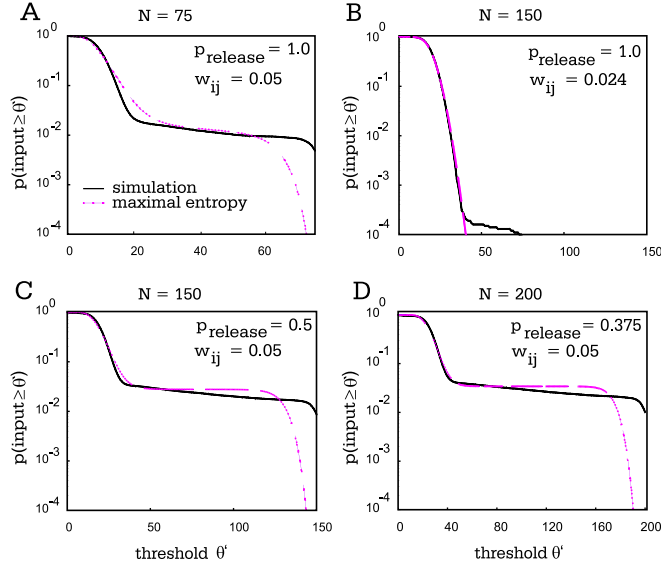 A
N = 75
10^0
10^-1
10^-2
10^-3
10^-4
p(input≥θ')
p_release = 1.0
w_ij = 0.05
simulation
maximal entropy
0
20
40
60
B
N = 150
10^0
10^-1
10^-2
10^-3
10^-4
p(input≥θ')
p_release = 1.0
w_ij = 0.024
0
50
100
150
C
N = 150
10^0
10^-1
10^-2
10^-3
10^-4
p(input≥θ')
p_release = 0.5
w_ij = 0.05
0
50
100
150
threshold θ'
D
N = 200
10^0
10^-1
10^-2
10^-3
10^-4
p(input≥θ')
p_release = 0.375
w_ij = 0.05
0
40
80
120
160
200
threshold θ'